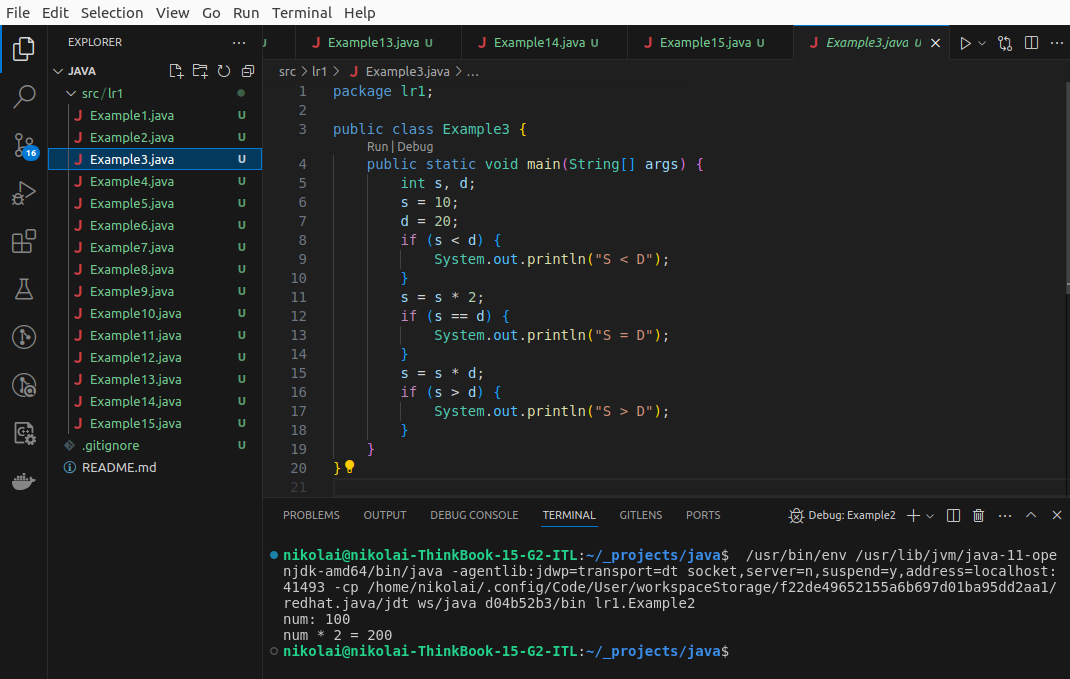 File Edit Selection View Go Run Terminal Help
EXPLORER
JAVA
src/lr1
Example1.java U
Example2.java U
Example3.java U
Example4.java U
Example5.java U
Example6.java U
Example7.java U
Example8.java U
Example9.java U
Example10.java U
Example11.java U
Example12.java U
Example13.java U
Example14.java U
Example15.java U
.gitignore U
README.md
16
U J Example13.java U J Example14.java U J Example15.java U J Example3.java U
src > lr1 > J Example3.java > ...
1 package lr1;
2
3 public class Example3 {
Run | Debug
4 public static void main(String[] args) {
5 int s, d;
6 s = 10;
7 d = 20;
8 if (s < d) {
9 System.out.println("S < D");
10 }
11 s = s * 2;
12 if (s == d) {
13 System.out.println("S = D");
14 }
15 s = s * d;
16 if (s > d) {
17 System.out.println("S > D");
18 }
19 }
20 }
21
PROBLEMS OUTPUT DEBUG CONSOLE TERMINAL GITLENS PORTS Debug: Example2
nikolai@nikolai-ThinkBook-15-G2-ITL:~/_projects/java$ /usr/bin/env /usr/lib/jvm/java-11-ope
njdk-amd64/bin/java -agentlib:jdwp=transport=dt socket,server=n,suspend=y,address=localhost:
41493 -cp /home/nikolai/.config/Code/User/workspaceStorage/f22de49652155a6b697d01ba95dd2aa1/
redhat.java/jdt ws/java d04b52b3/bin lr1.Example2
num: 100
num * 2 = 200
nikolai@nikolai-ThinkBook-15-G2-ITL:~/_projects/java$